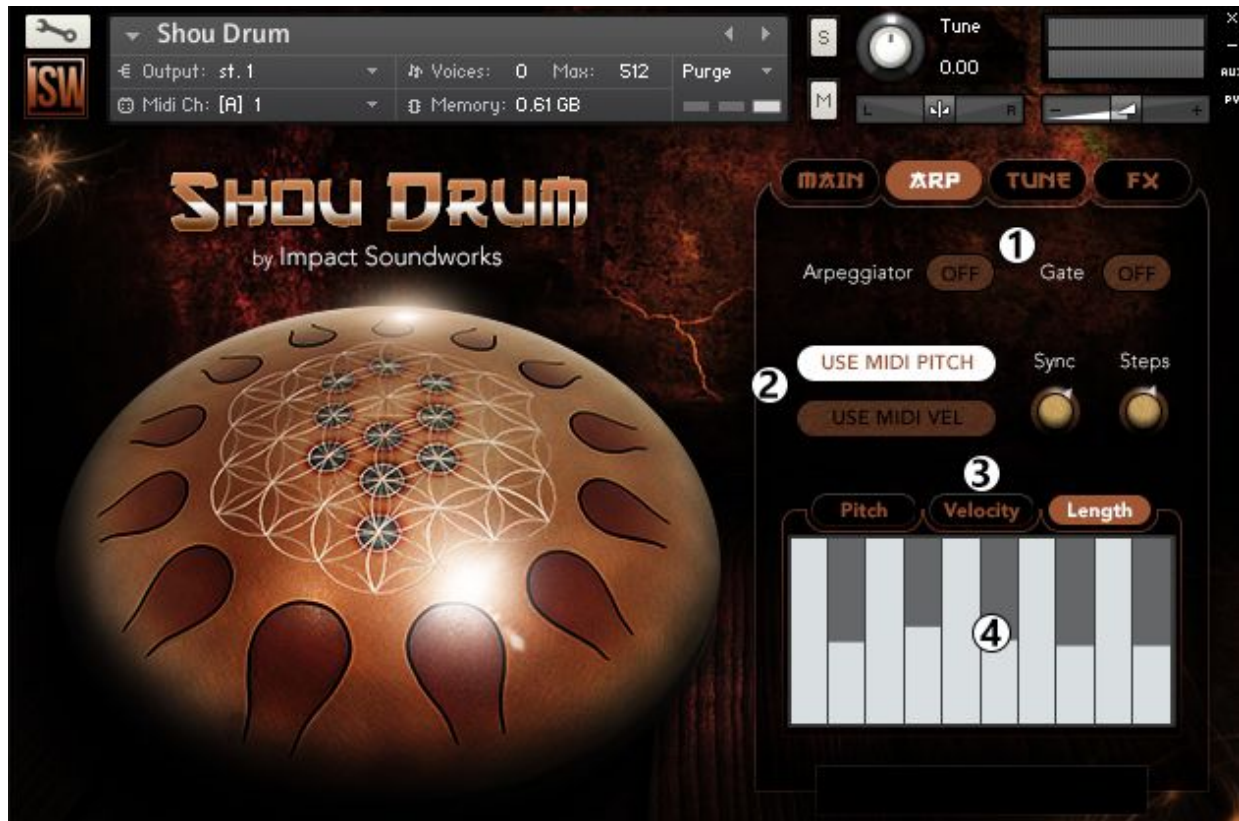 Shou Drum
S
Tune
0.00
×
–
AUX
PV
ISW
Output: st. 1
Voices: 0 Max: 512
Purge
Midi Ch: [A] 1
Memory: 0.61 GB
M
L
R
-
+
SHOU DRUM
by Impact Soundworks
MAIN
ARP
TUNE
FX
1
Arpeggiator OFF
Gate OFF
2
USE MIDI PITCH
Sync
Steps
USE MIDI VEL
3
Pitch
Velocity
Length
4